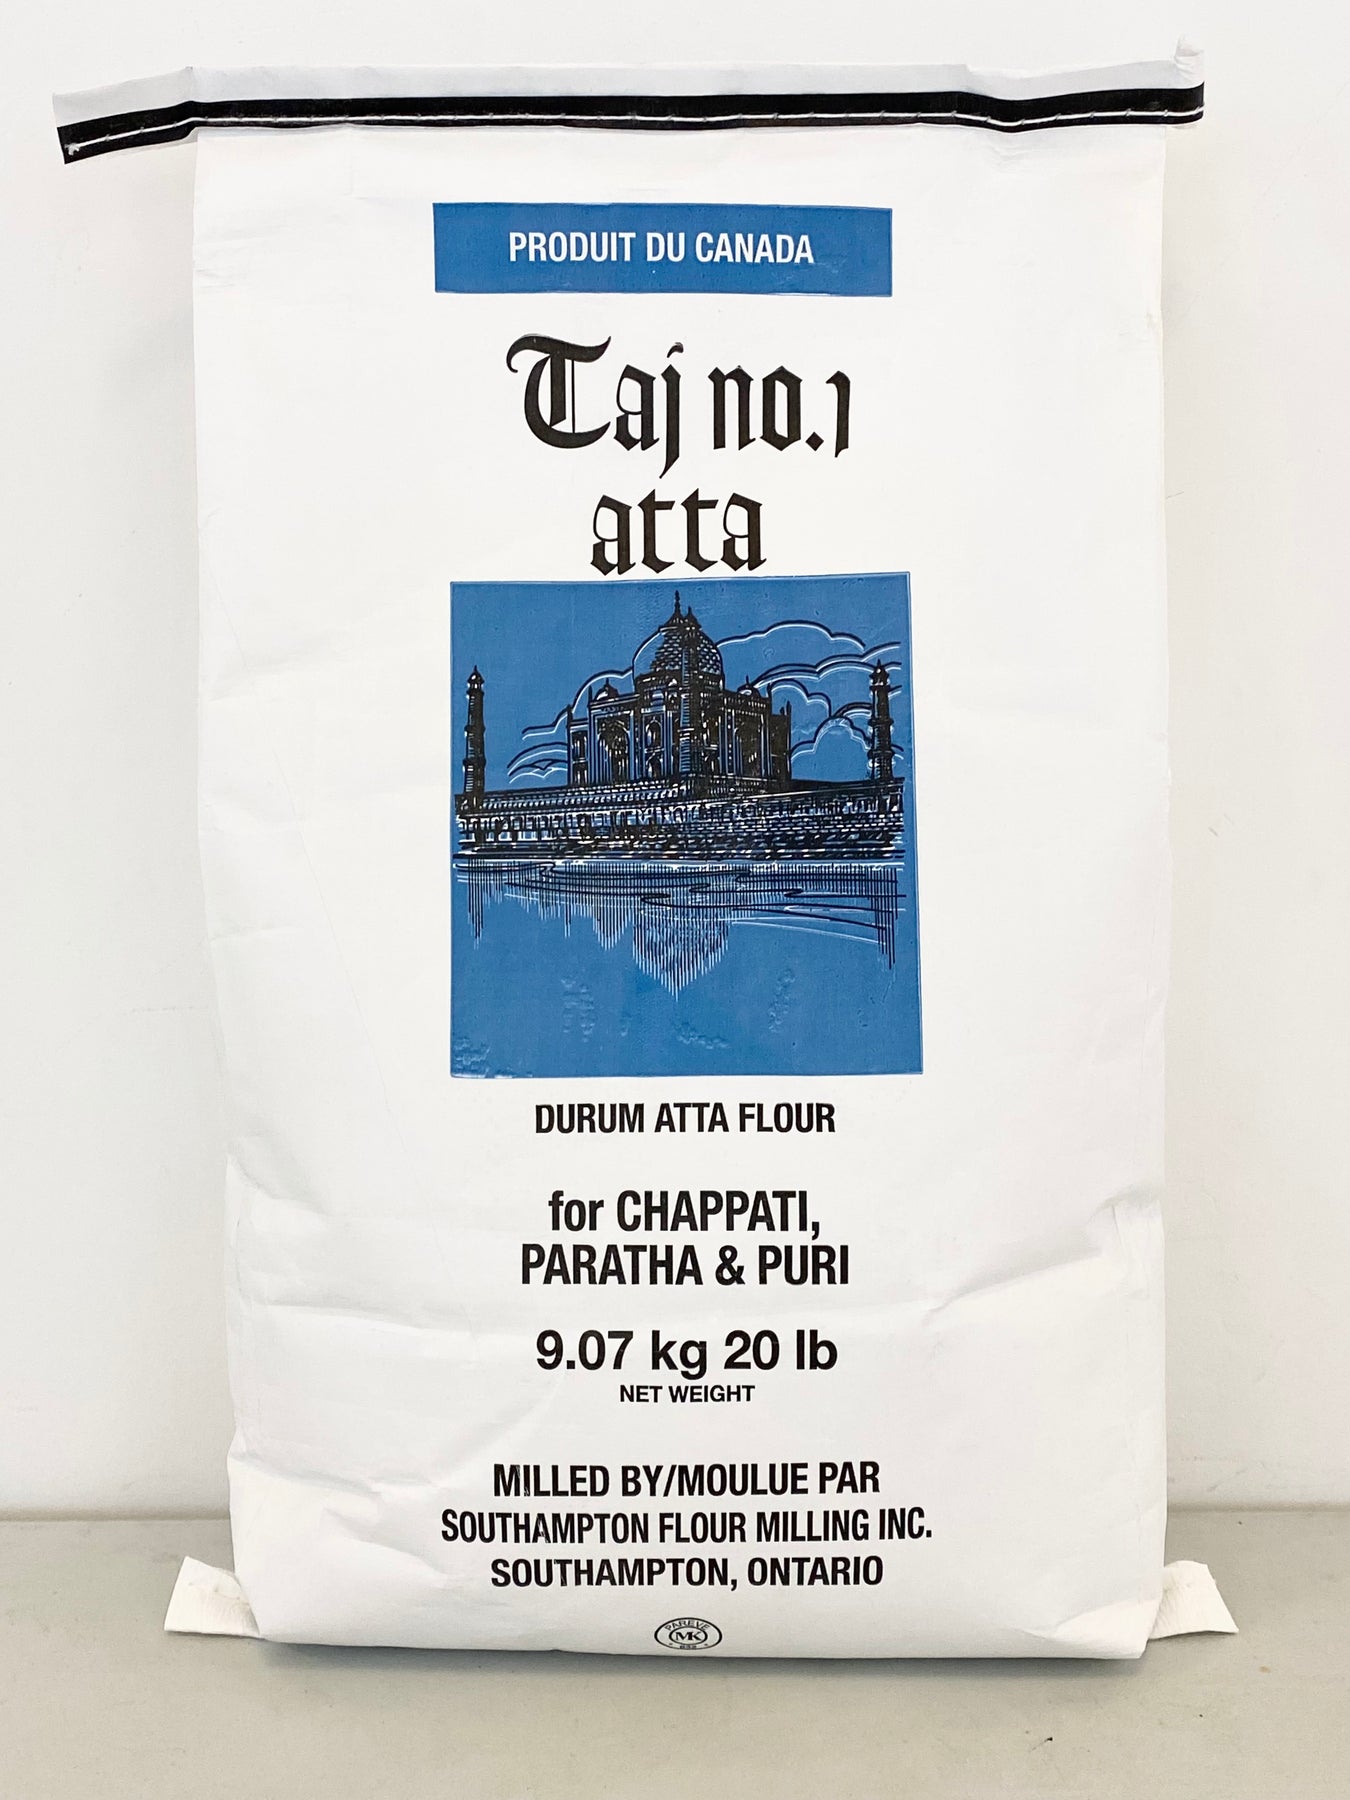 PRODUIT DU CANADA
Taj no.1
atta
DURUM ATTA FLOUR
for CHAPPATI,
PARATHA & PURI
9.07 kg 20 lb
NET WEIGHT
MILLED BY/MOULUE PAR
SOUTHAMPTON FLOUR MILLING INC.
SOUTHAMPTON, ONTARIO
PAREVE
MK